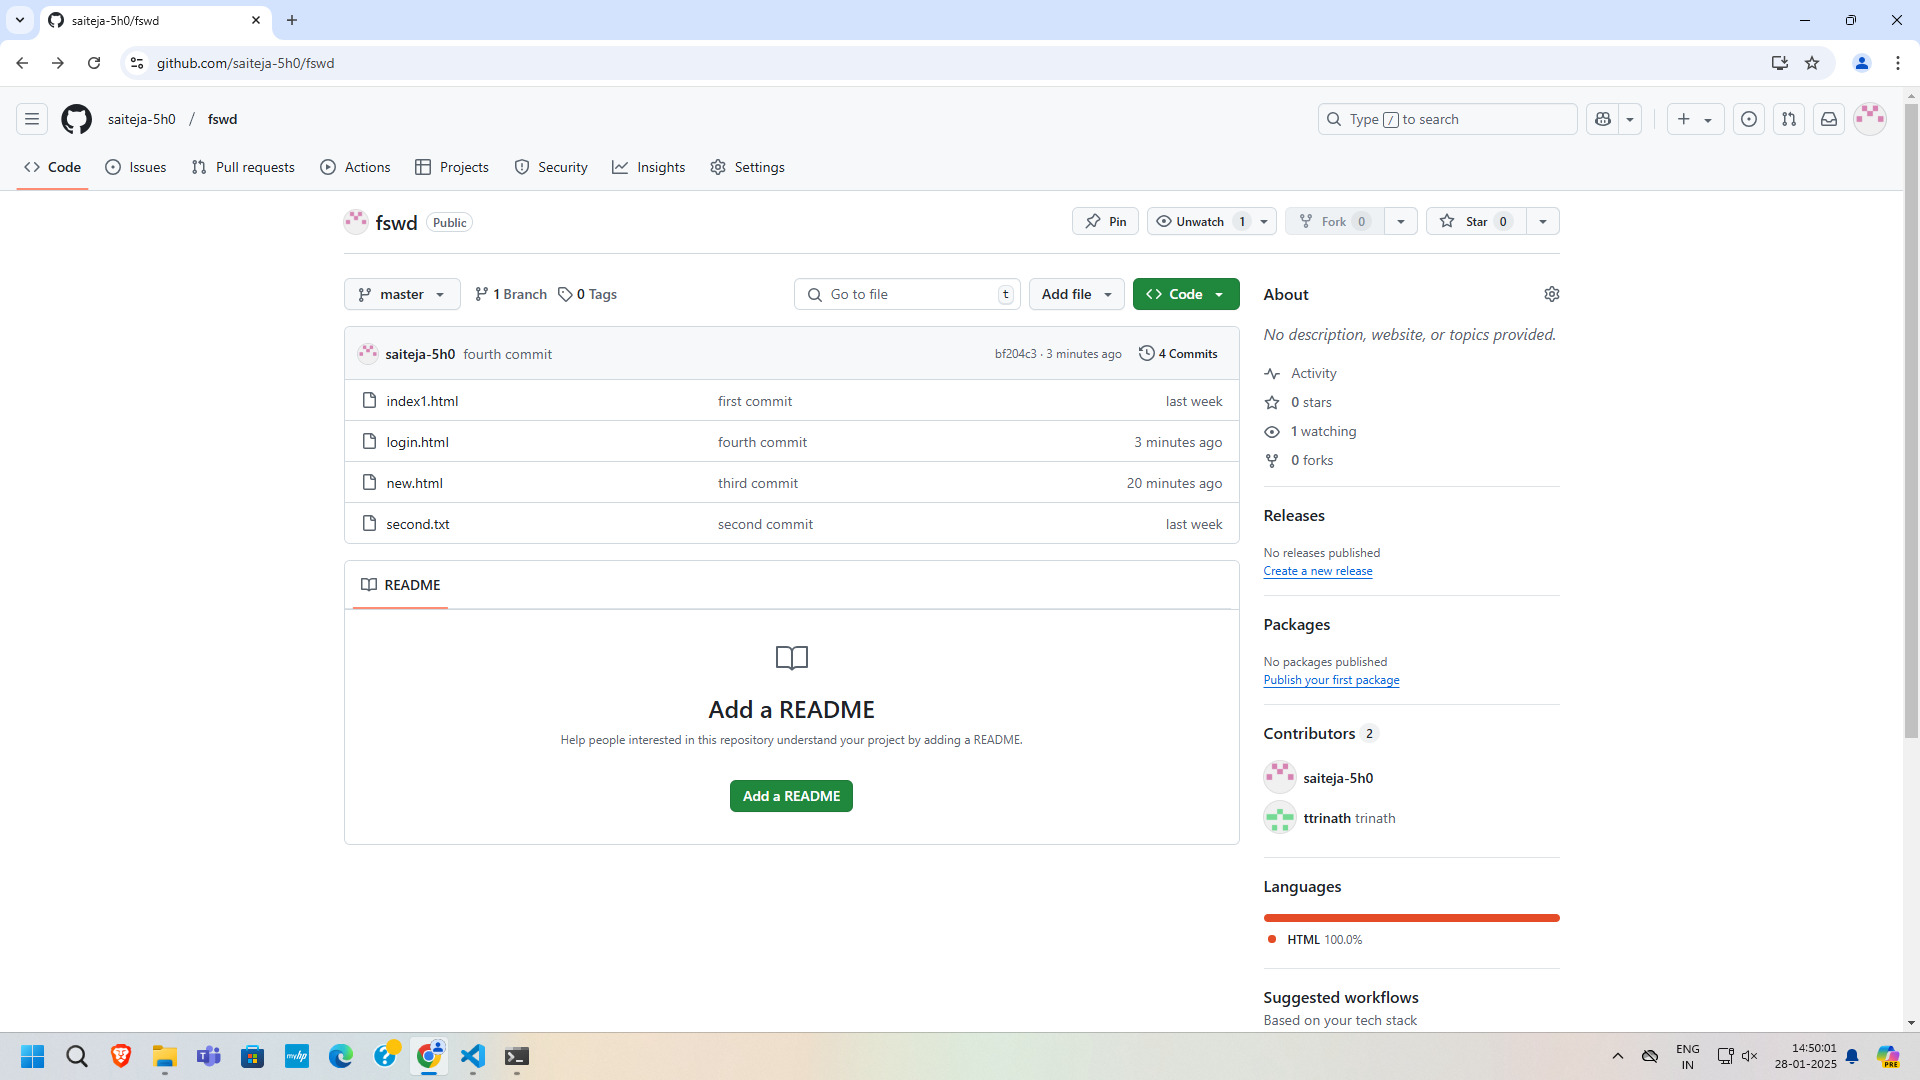 saiteja-5h0/fswd
github.com/saiteja-5h0/fswd
saiteja-5h0 / fswd
Type / to search
Code Issues Pull requests Actions Projects Security Insights Settings
fswd Public
Pin Unwatch 1 Fork 0 Star 0
master 1 Branch 0 Tags Go to file t Add file Code
saiteja-5h0 fourth commit bf204c3 · 3 minutes ago 4 Commits
index1.html first commit last week
login.html fourth commit 3 minutes ago
new.html third commit 20 minutes ago
second.txt second commit last week
README
Add a README
Help people interested in this repository understand your project by adding a README.
Add a README
About
No description, website, or topics provided.
Activity
0 stars
1 watching
0 forks
Releases
No releases published
Create a new release
Packages
No packages published
Publish your first package
Contributors 2
saiteja-5h0
ttrinath trinath
Languages
HTML 100.0%
Suggested workflows
Based on your tech stack
myhp
PRE
ENG
IN
14:50:01
28-01-2025